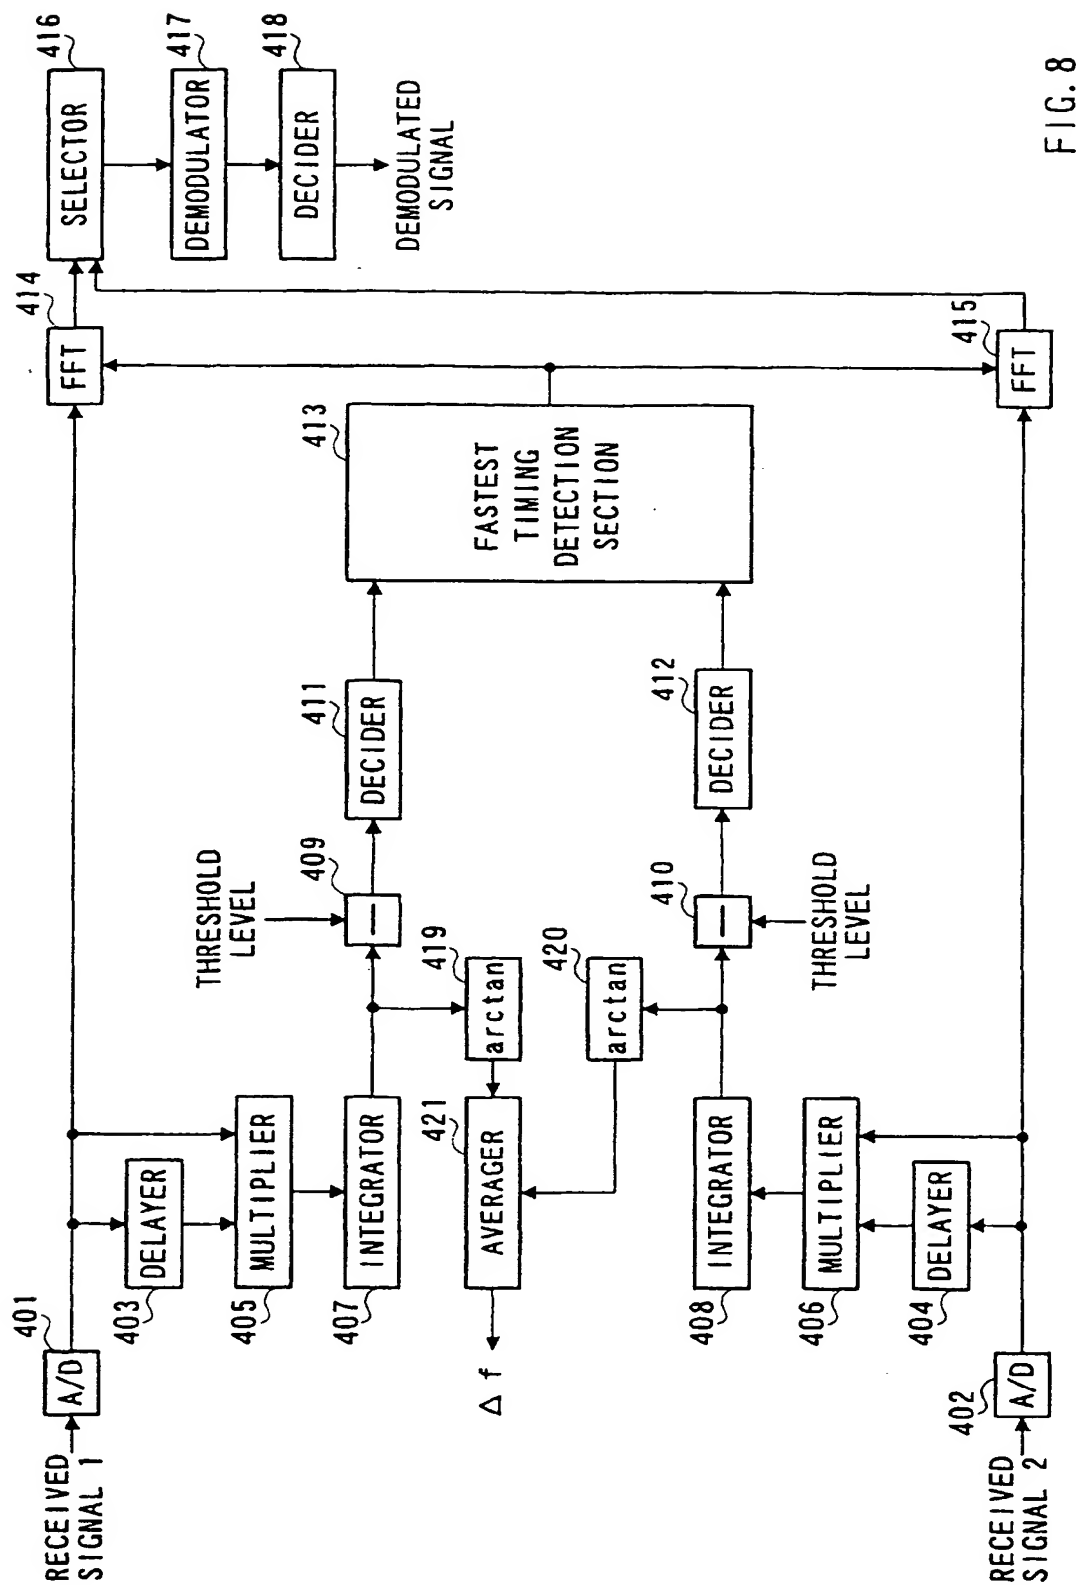 RECEIVED
SIGNAL 1
A/D
401
DELAYER
403
MULTIPLIER
405
INTEGRATOR
407
THRESHOLD
LEVEL
409
DECIDER
411
arctan
419
AVERAGER
421
Δf
arctan
420
FASTEST
TIMING
DETECTION
SECTION
413
FFT
414
SELECTOR
416
DEMODULATOR
417
DECIDER
418
DEMODULATED
SIGNAL
RECEIVED
SIGNAL 2
A/D
402
DELAYER
404
MULTIPLIER
406
INTEGRATOR
408
THRESHOLD
LEVEL
410
DECIDER
412
FFT
415
FIG. 8